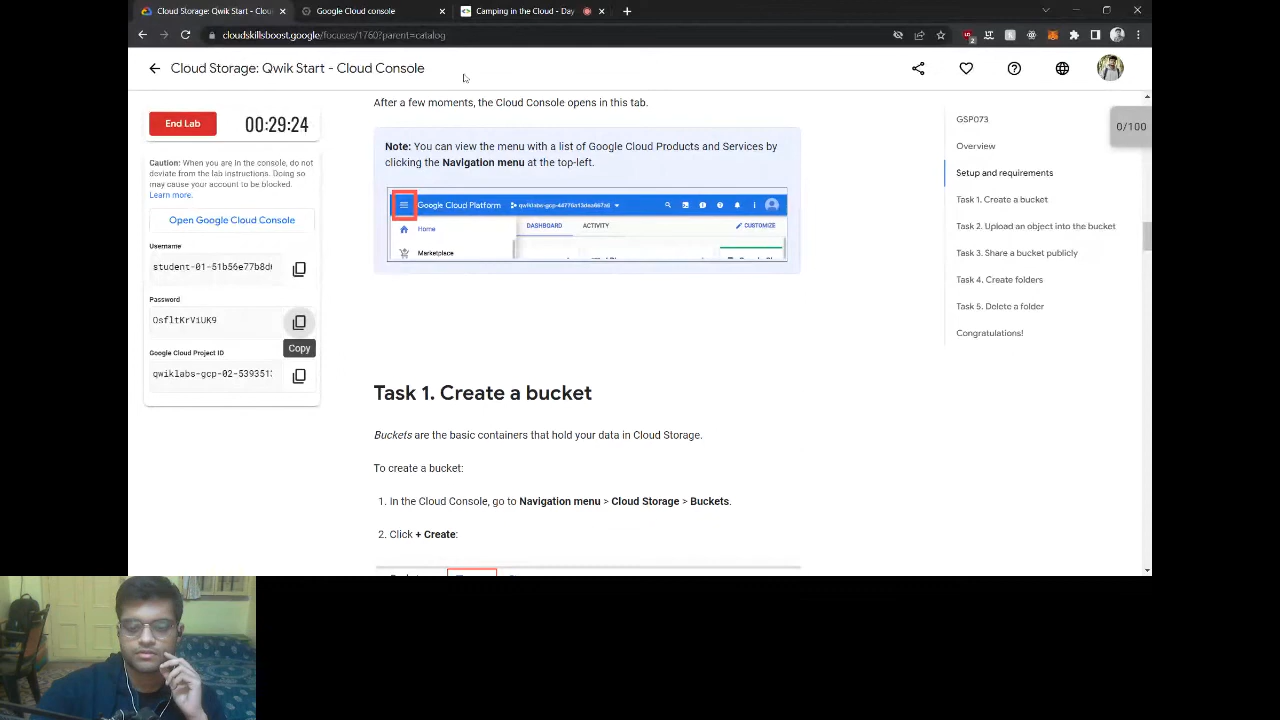 Cloud Storage: Qwik Start - Clou
Google Cloud console
Camping in the Cloud - Day
cloudskillsboost.google/focuses/1760?parent=catalog
2
Cloud Storage: Qwik Start - Cloud Console
End Lab
00:29:24
Caution: When you are in the console, do not
deviate from the lab instructions. Doing so
may cause your account to be blocked.
Learn more.
Open Google Cloud Console
Username
student-01-51b56e77b8d
Password
OsfltKrViUK9
Copy
Google Cloud Project ID
qwiklabs-gcp-02-539351
After a few moments, the Cloud Console opens in this tab.
Note: You can view the menu with a list of Google Cloud Products and Services by
clicking the Navigation menu at the top-left.
Google Cloud Platform
qwiklabs-gcp-44776a13dea667a6
Home
DASHBOARD
ACTIVITY
CUSTOMIZE
Marketplace
Task 1. Create a bucket
Buckets are the basic containers that hold your data in Cloud Storage.
To create a bucket:
1. In the Cloud Console, go to Navigation menu > Cloud Storage > Buckets.
2. Click + Create:
0/100
GSP073
Overview
Setup and requirements
Task 1. Create a bucket
Task 2. Upload an object into the bucket
Task 3. Share a bucket publicly
Task 4. Create folders
Task 5. Delete a folder
Congratulations!